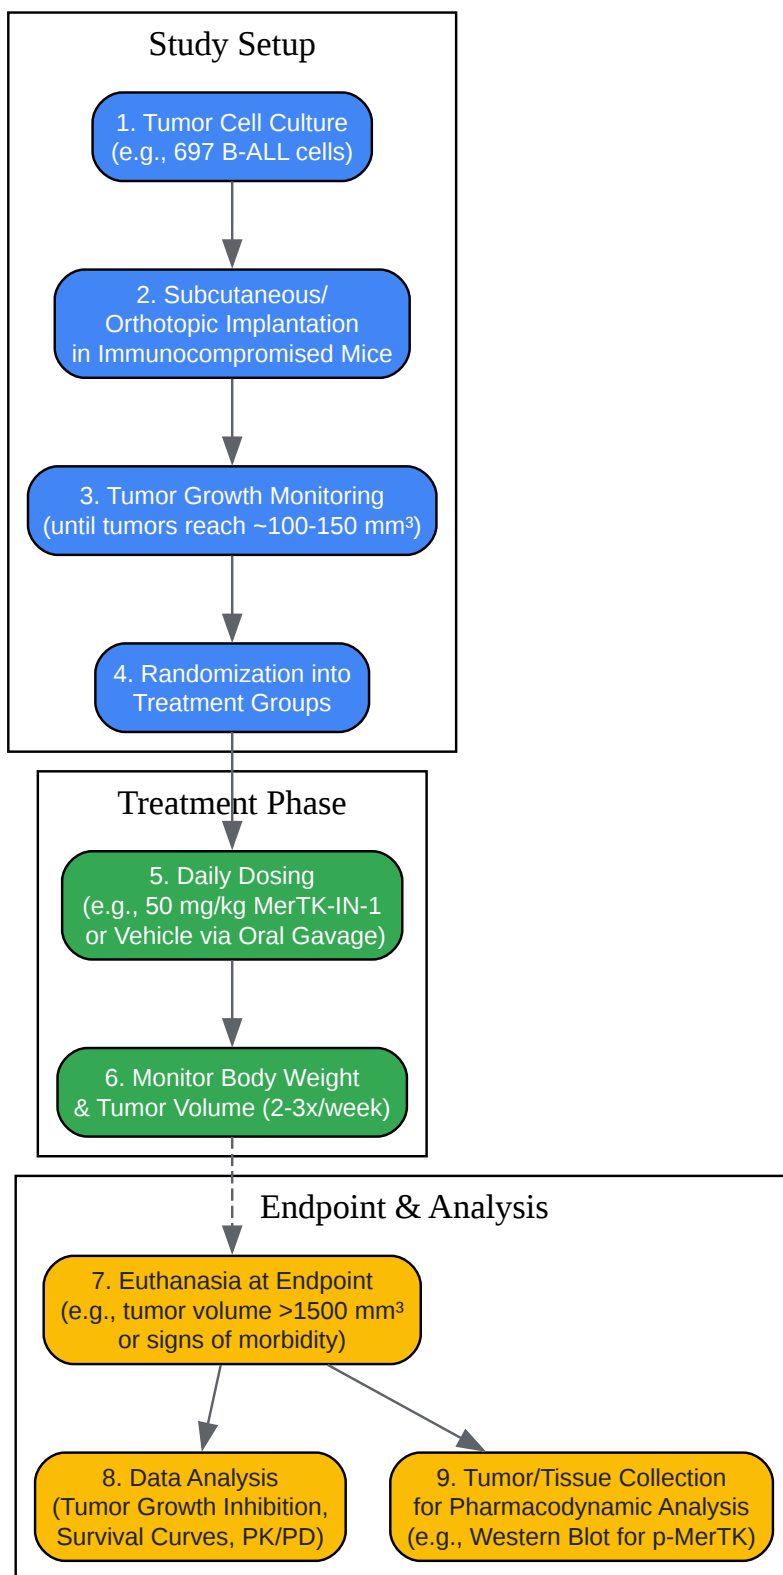 Study Setup
1. Tumor Cell Culture
(e.g., 697 B-ALL cells)
2. Subcutaneous/
Orthotopic Implantation
in Immunocompromised Mice
3. Tumor Growth Monitoring
(until tumors reach ~100-150 mm³)
4. Randomization into
Treatment Groups
Treatment Phase
5. Daily Dosing
(e.g., 50 mg/kg MerTK-IN-1
or Vehicle via Oral Gavage)
6. Monitor Body Weight
& Tumor Volume (2-3x/week)
Endpoint & Analysis
7. Euthanasia at Endpoint
(e.g., tumor volume >1500 mm³
or signs of morbidity)
8. Data Analysis
(Tumor Growth Inhibition,
Survival Curves, PK/PD)
9. Tumor/Tissue Collection
for Pharmacodynamic Analysis
(e.g., Western Blot for p-MerTK)